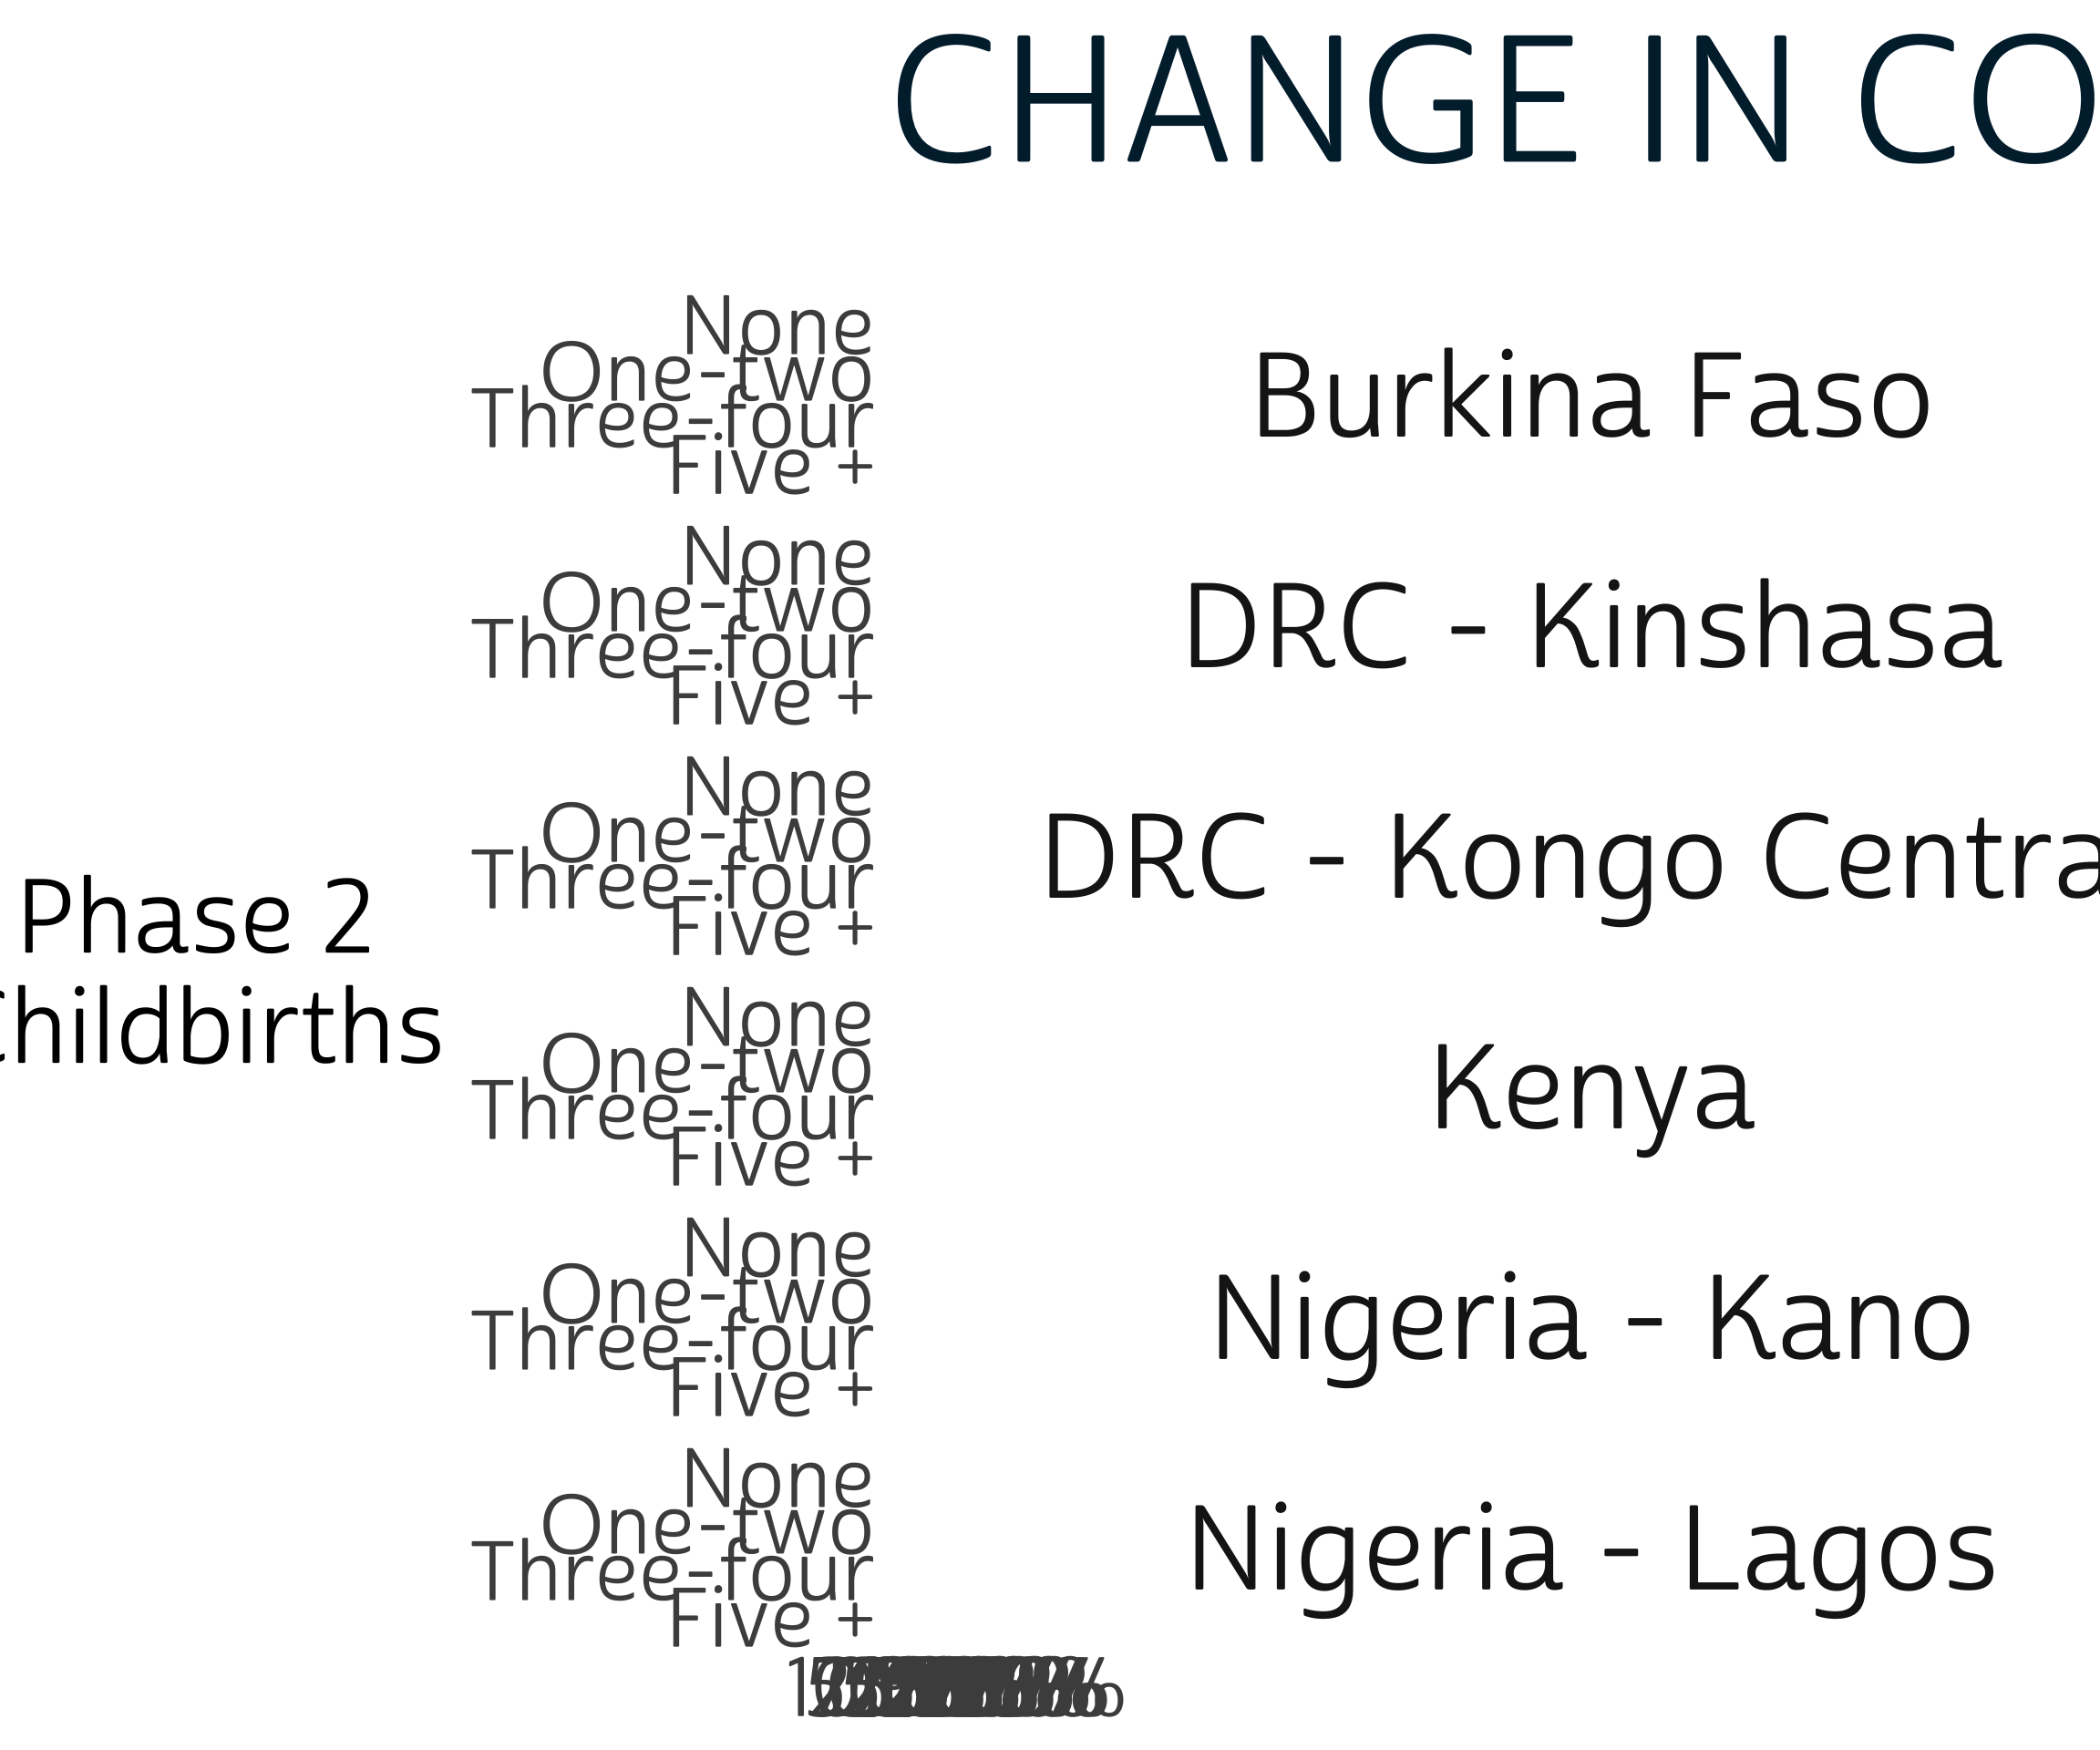 CHANGE IN CO
None
One-two
Three-four
Five +
Burkina Faso
None
One-two
Three-four
Five +
DRC - Kinshasa
None
One-two
Three-four
Five +
DRC - Kongo Centra
Phase 2
hildbirths
None
One-two
Three-four
Five +
Kenya
None
One-two
Three-four
Five +
Nigeria - Kano
None
One-two
Three-four
Five +
Nigeria - Lagos